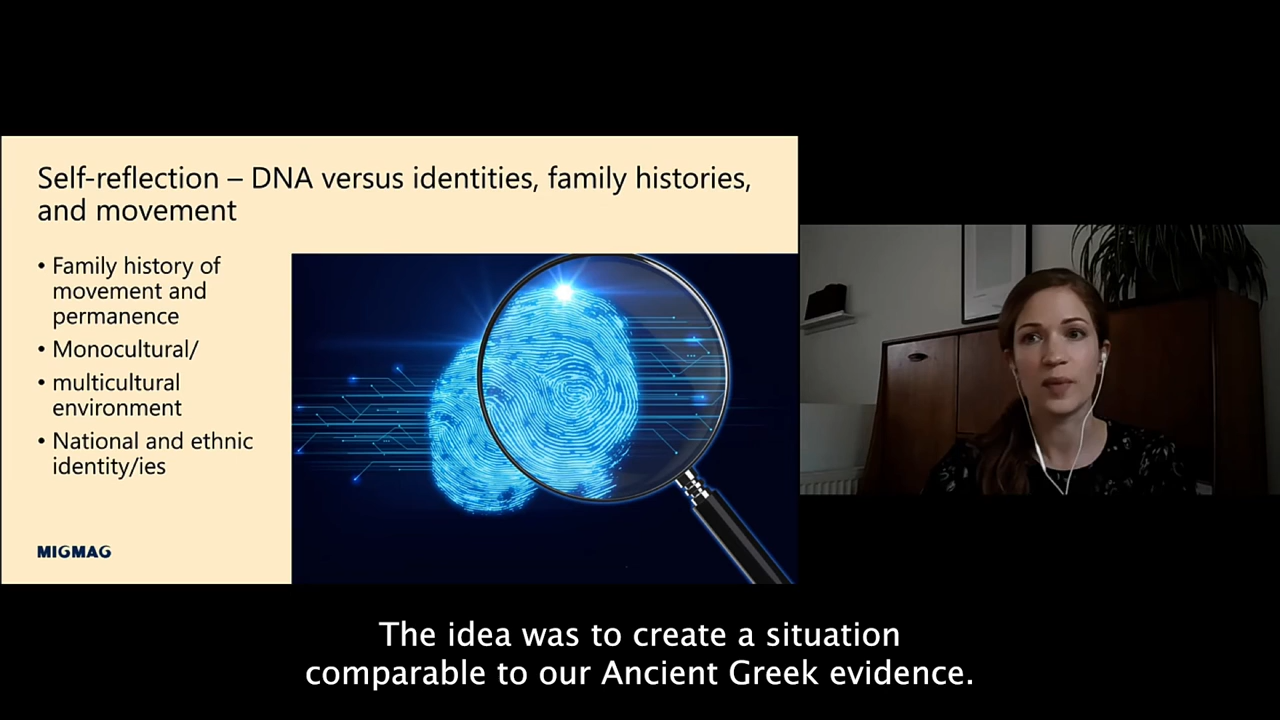 Self-reflection – DNA versus identities, family histories,
and movement
• Family history of
movement and
permanence
• Monocultural/
• multicultural
environment
• National and ethnic
identity/ies
MIGMAG
The idea was to create a situation
comparable to our Ancient Greek evidence.